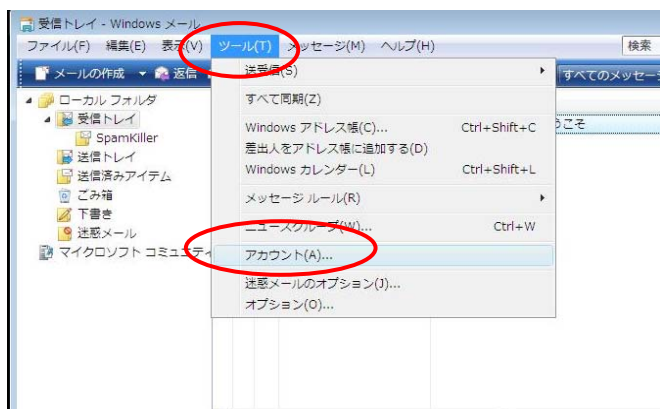 受信トレイ - Windows メール
ファイル(F) 編集(E) 表示(V) ツール(T) メッセージ(M) ヘルプ(H) 検索
メールの作成 返信 すべてのメッセージ
ローカル フォルダ
受信トレイ
SpamKiller
送信トレイ
送信済みアイテム
ごみ箱
下書き
迷惑メール
マイクロソフト コミュニティ
送受信(S)
すべて同期(Z)
Windows アドレス帳(C)... Ctrl+Shift+C
差出人をアドレス帳に追加する(D)
Windows カレンダー(L) Ctrl+Shift+L
メッセージ ルール(R)
ニュースグループ(W)... Ctrl+W
アカウント(A)...
迷惑メールのオプション(J)...
オプション(O)...
こそ